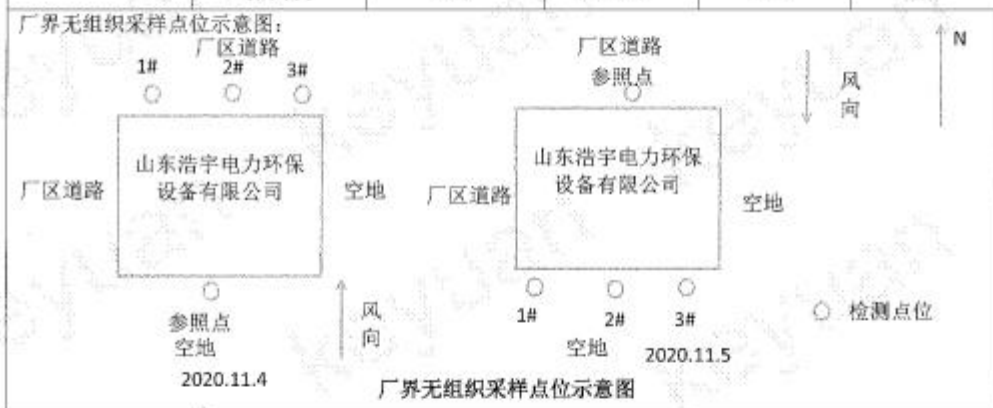 厂界无组织采样点位示意图：
厂区道路
1# 2# 3#
山东浩宇电力环保
设备有限公司
厂区道路
空地
参照点
空地
风
向
2020.11.4
厂区道路
参照点
山东浩宇电力环保
设备有限公司
厂区道路
空地
1# 2# 3#
空地
2020.11.5
风
向
N
检测点位
厂界无组织采样点位示意图